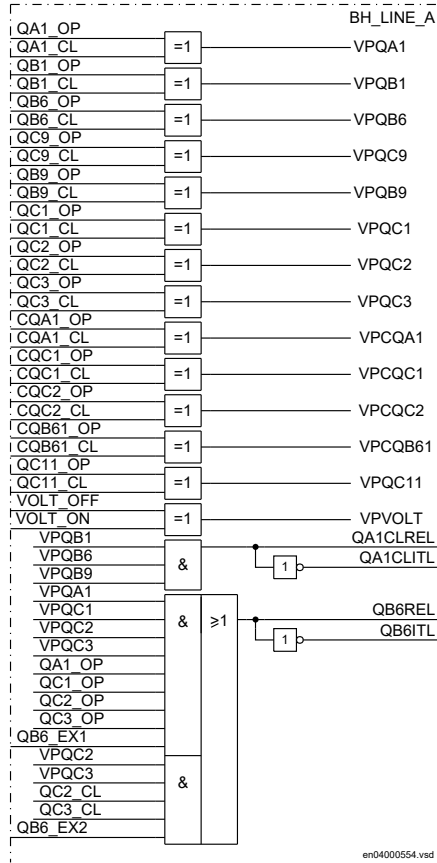 BH_LINE_A
QA1_OP
QA1_CL
=1
VPQA1
QB1_OP
QB1_CL
=1
VPQB1
QB6_OP
QB6_CL
=1
VPQB6
QC9_OP
QC9_CL
=1
VPQC9
QB9_OP
QB9_CL
=1
VPQB9
QC1_OP
QC1_CL
=1
VPQC1
QC2_OP
QC2_CL
=1
VPQC2
QC3_OP
QC3_CL
=1
VPQC3
CQA1_OP
CQA1_CL
=1
VPCQA1
CQC1_OP
CQC1_CL
=1
VPCQC1
CQC2_OP
CQC2_CL
=1
VPCQC2
CQB61_OP
CQB61_CL
=1
VPCQB61
QC11_OP
QC11_CL
=1
VPQC11
VOLT_OFF
VOLT_ON
=1
VPVOLT
VPQB1
VPQB6
VPQB9
&
QA1CLREL
1
QA1CLITL
VPQA1
VPQC1
VPQC2
VPQC3
QA1_OP
QC1_OP
QC2_OP
QC3_OP
QB6_EX1
&
≥1
QB6REL
1
QB6ITL
VPQC2
VPQC3
QC2_CL
QC3_CL
QB6_EX2
&
en04000554.vsd